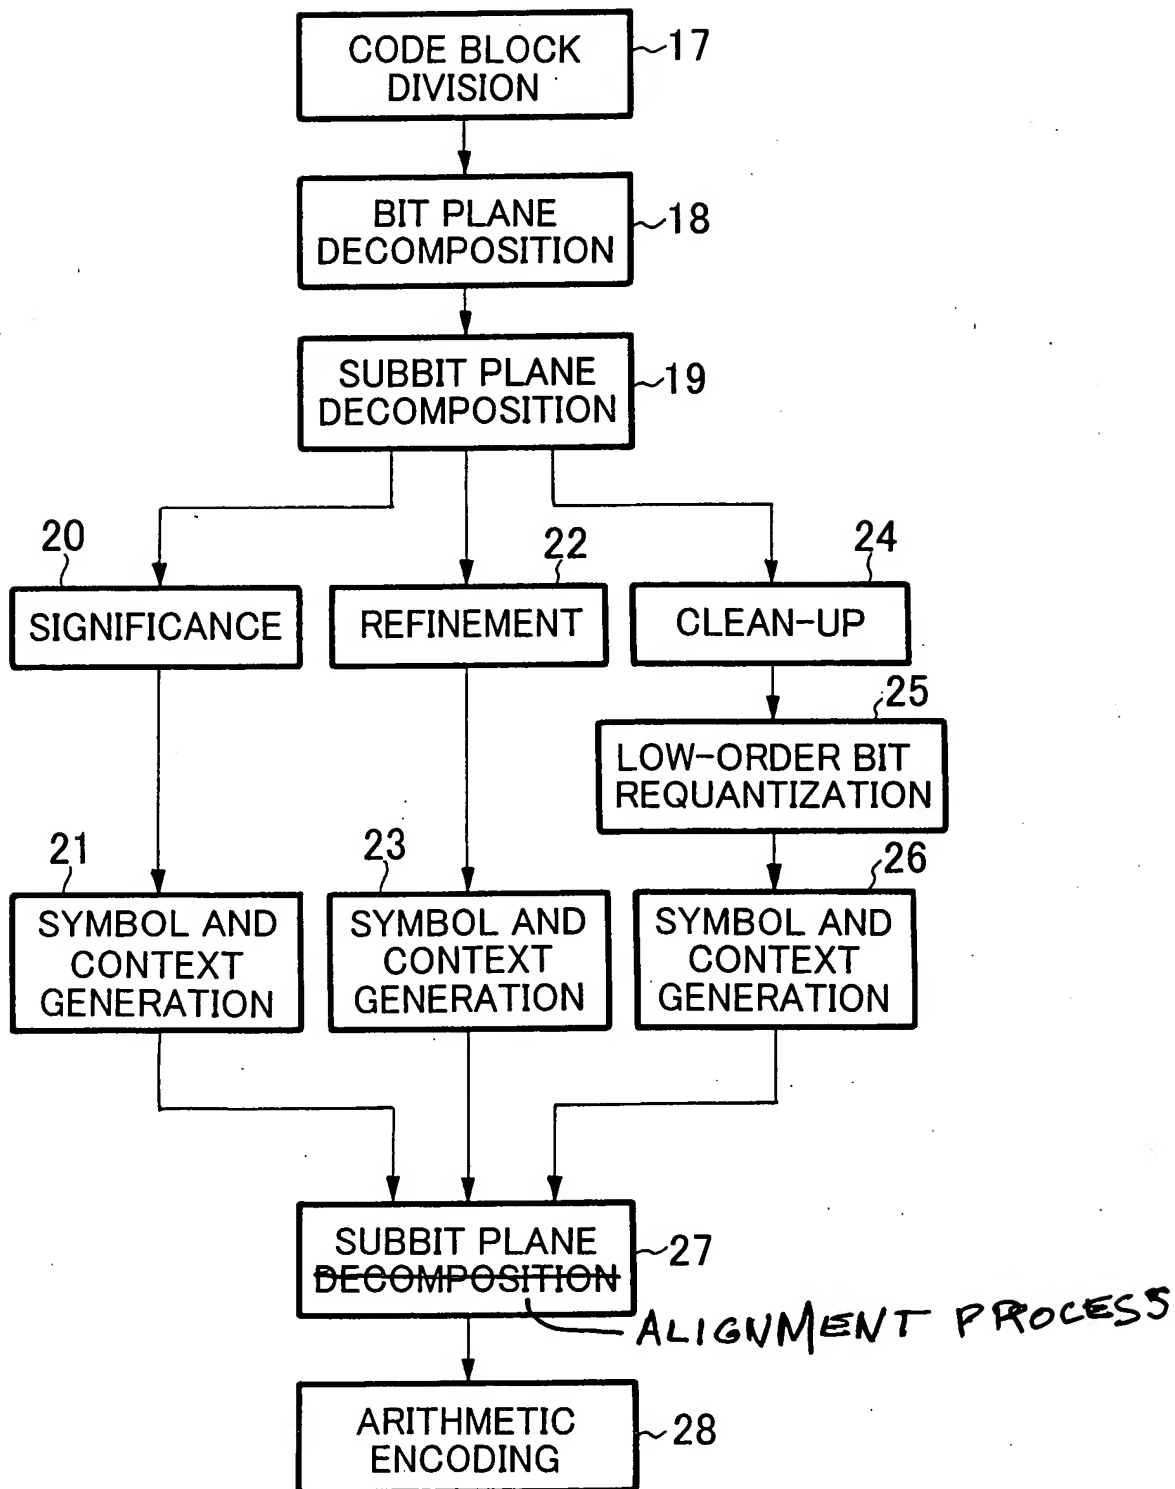 CODE BLOCK
DIVISION
17
BIT PLANE
DECOMPOSITION
18
SUBBIT PLANE
DECOMPOSITION
19
20
SIGNIFICANCE
22
REFINEMENT
24
CLEAN-UP
25
LOW-ORDER BIT
REQUANTIZATION
21
SYMBOL AND
CONTEXT
GENERATION
23
SYMBOL AND
CONTEXT
GENERATION
26
SYMBOL AND
CONTEXT
GENERATION
SUBBIT PLANE
DECOMPOSITION
27
ALIGNMENT PROCESS
ARITHMETIC
ENCODING
28